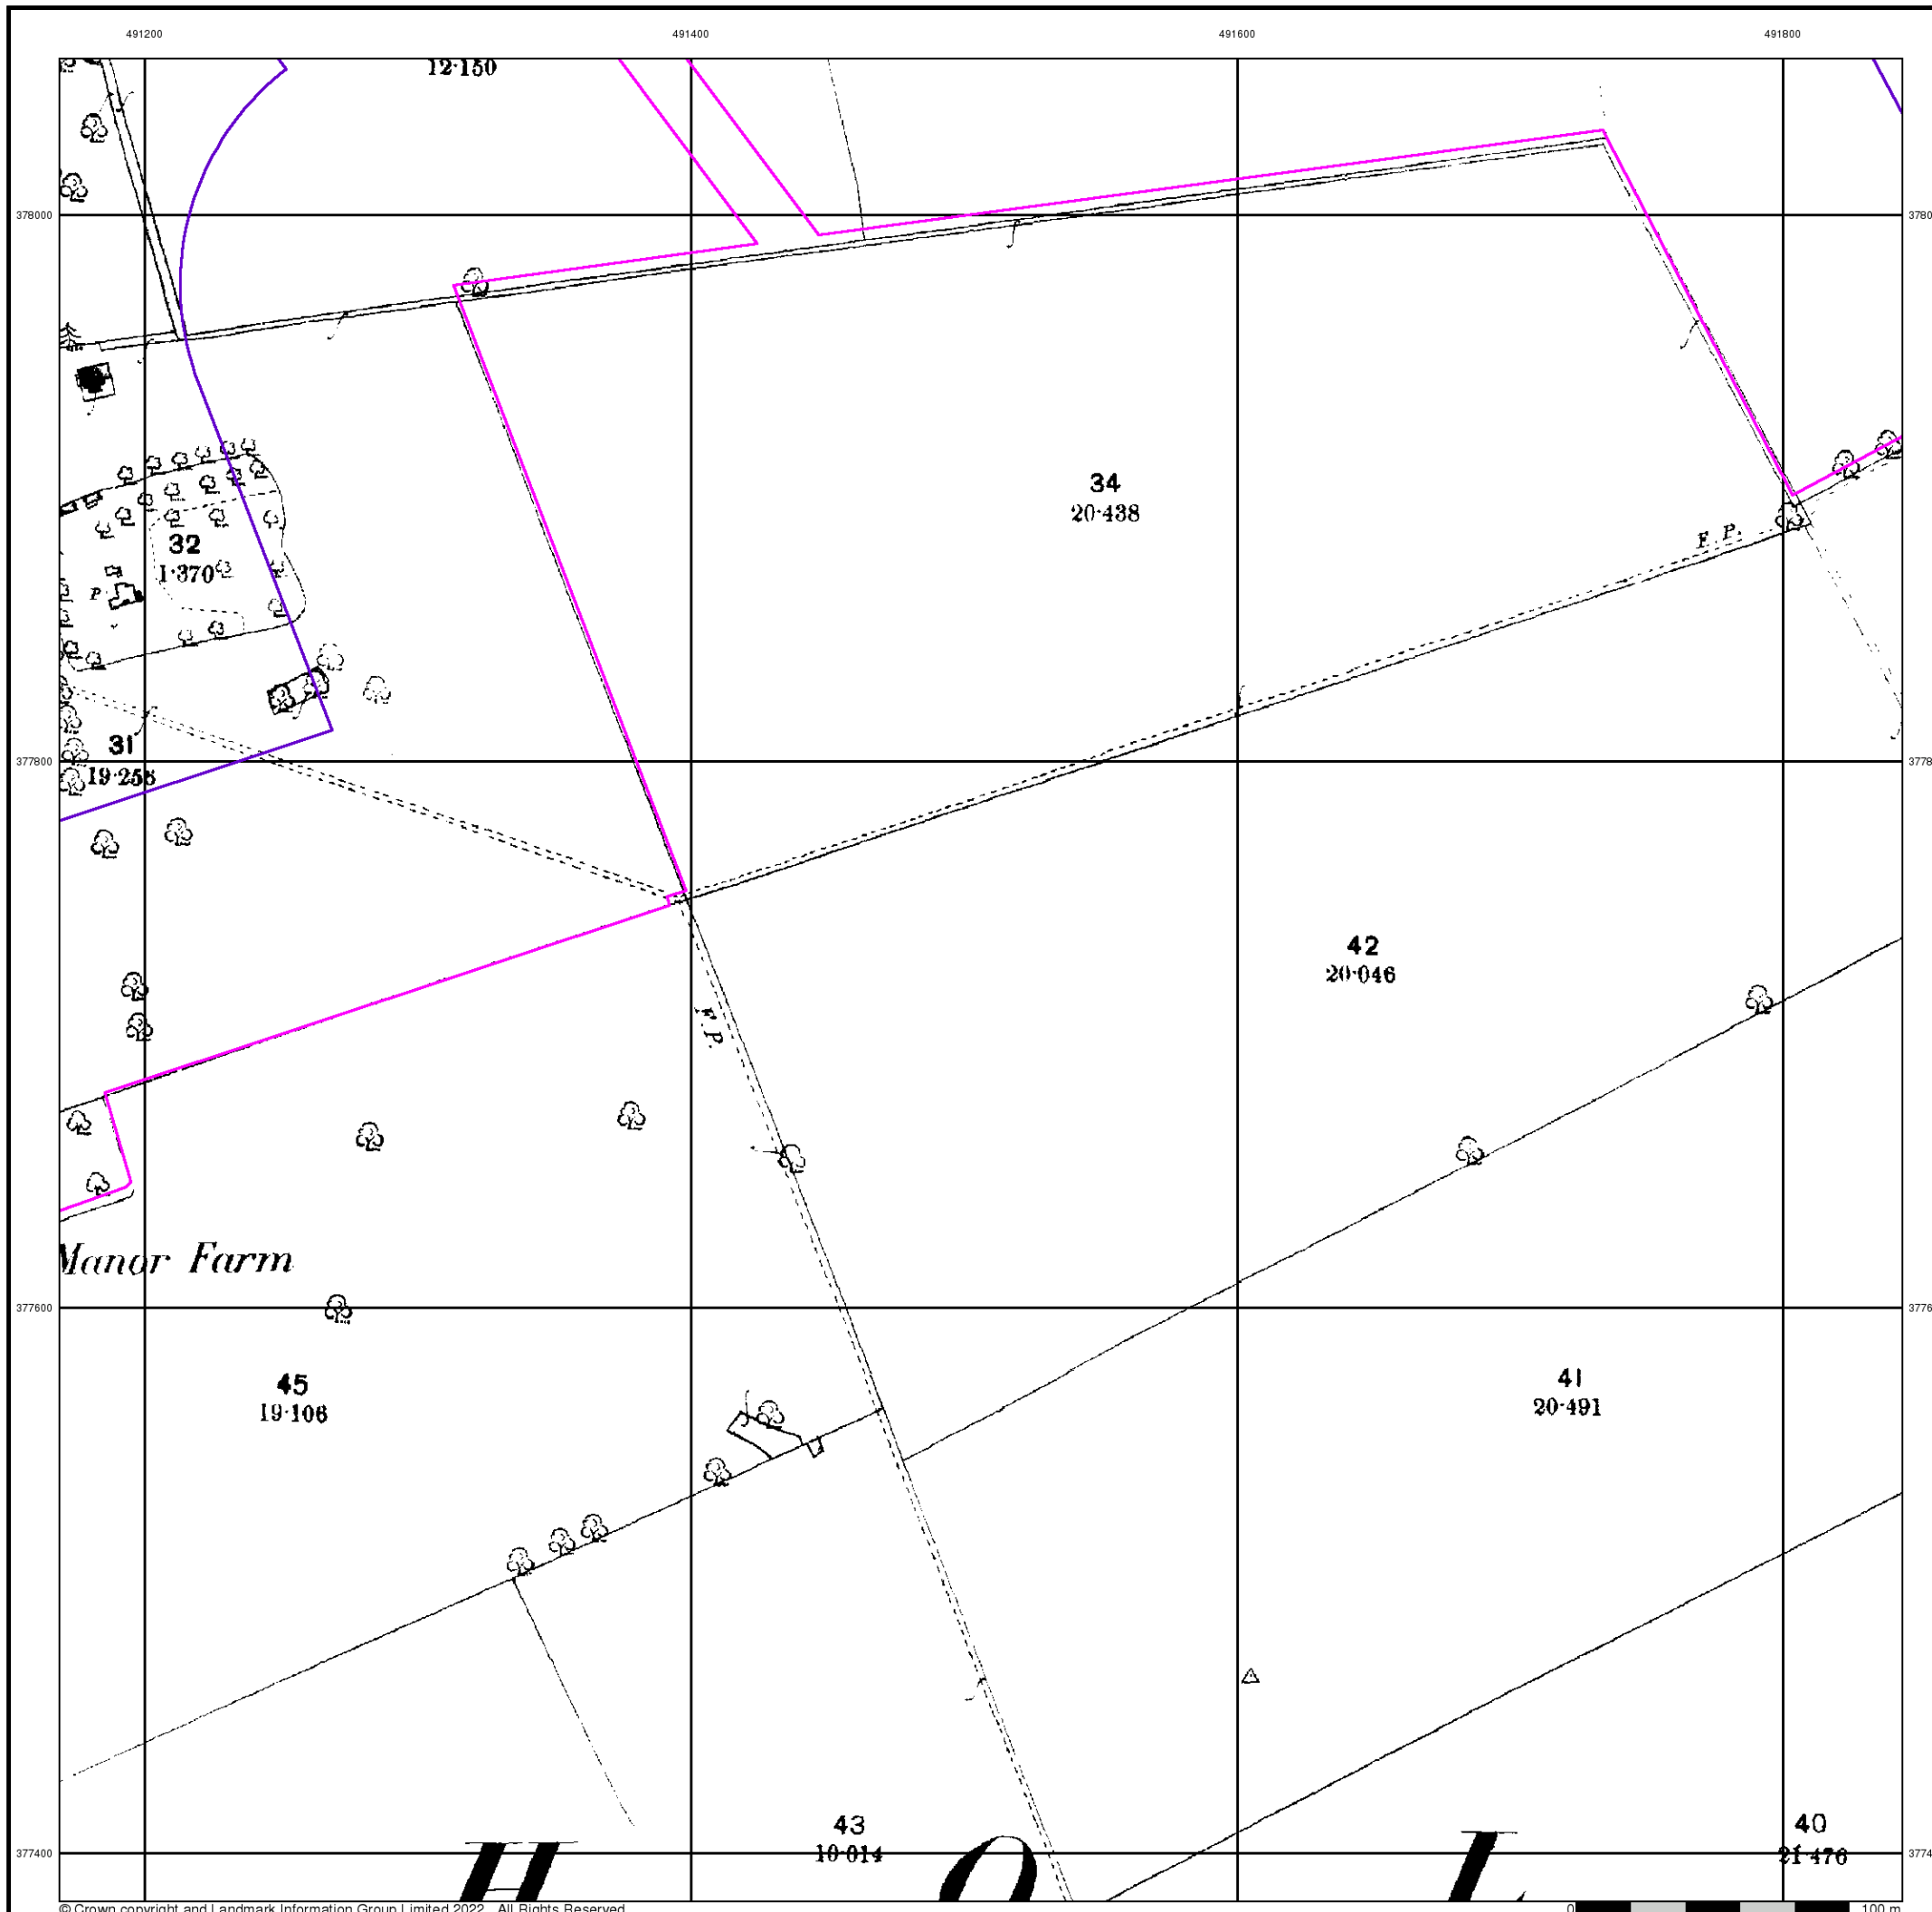 491200 491400 491600 491800
12·150
378000
34
20·438
F. P.
32
1·370
P
377800
31
19·256
42
20·046
F. P.
Manor Farm
377600
45
19·106
41
20·491
43
10·014
40
21·476
377400
H O L
© Crown copyright and Landmark Information Group Limited 2022. All Rights Reserved.
0 100 m